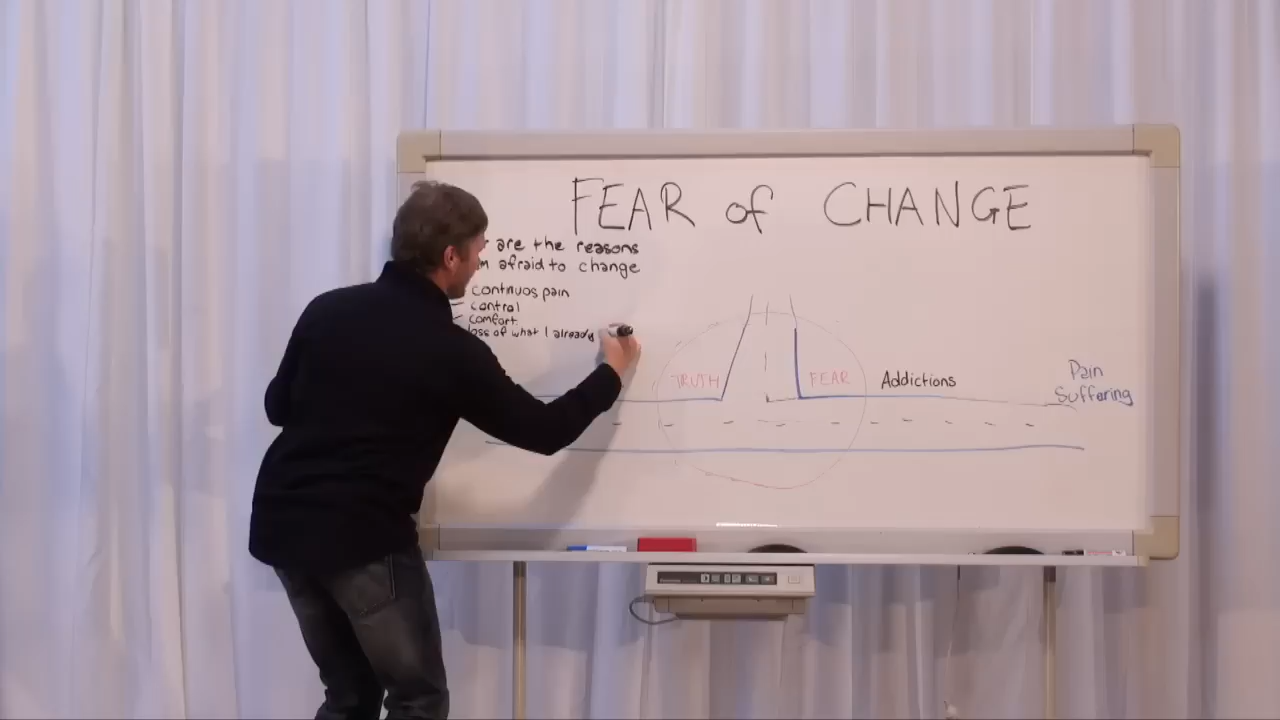 FEAR of CHANGE
are the reasons
afraid to change
continuos pain
control
comfort
loss of what I already
TRUTH
FEAR
Addictions
Pain
Suffering